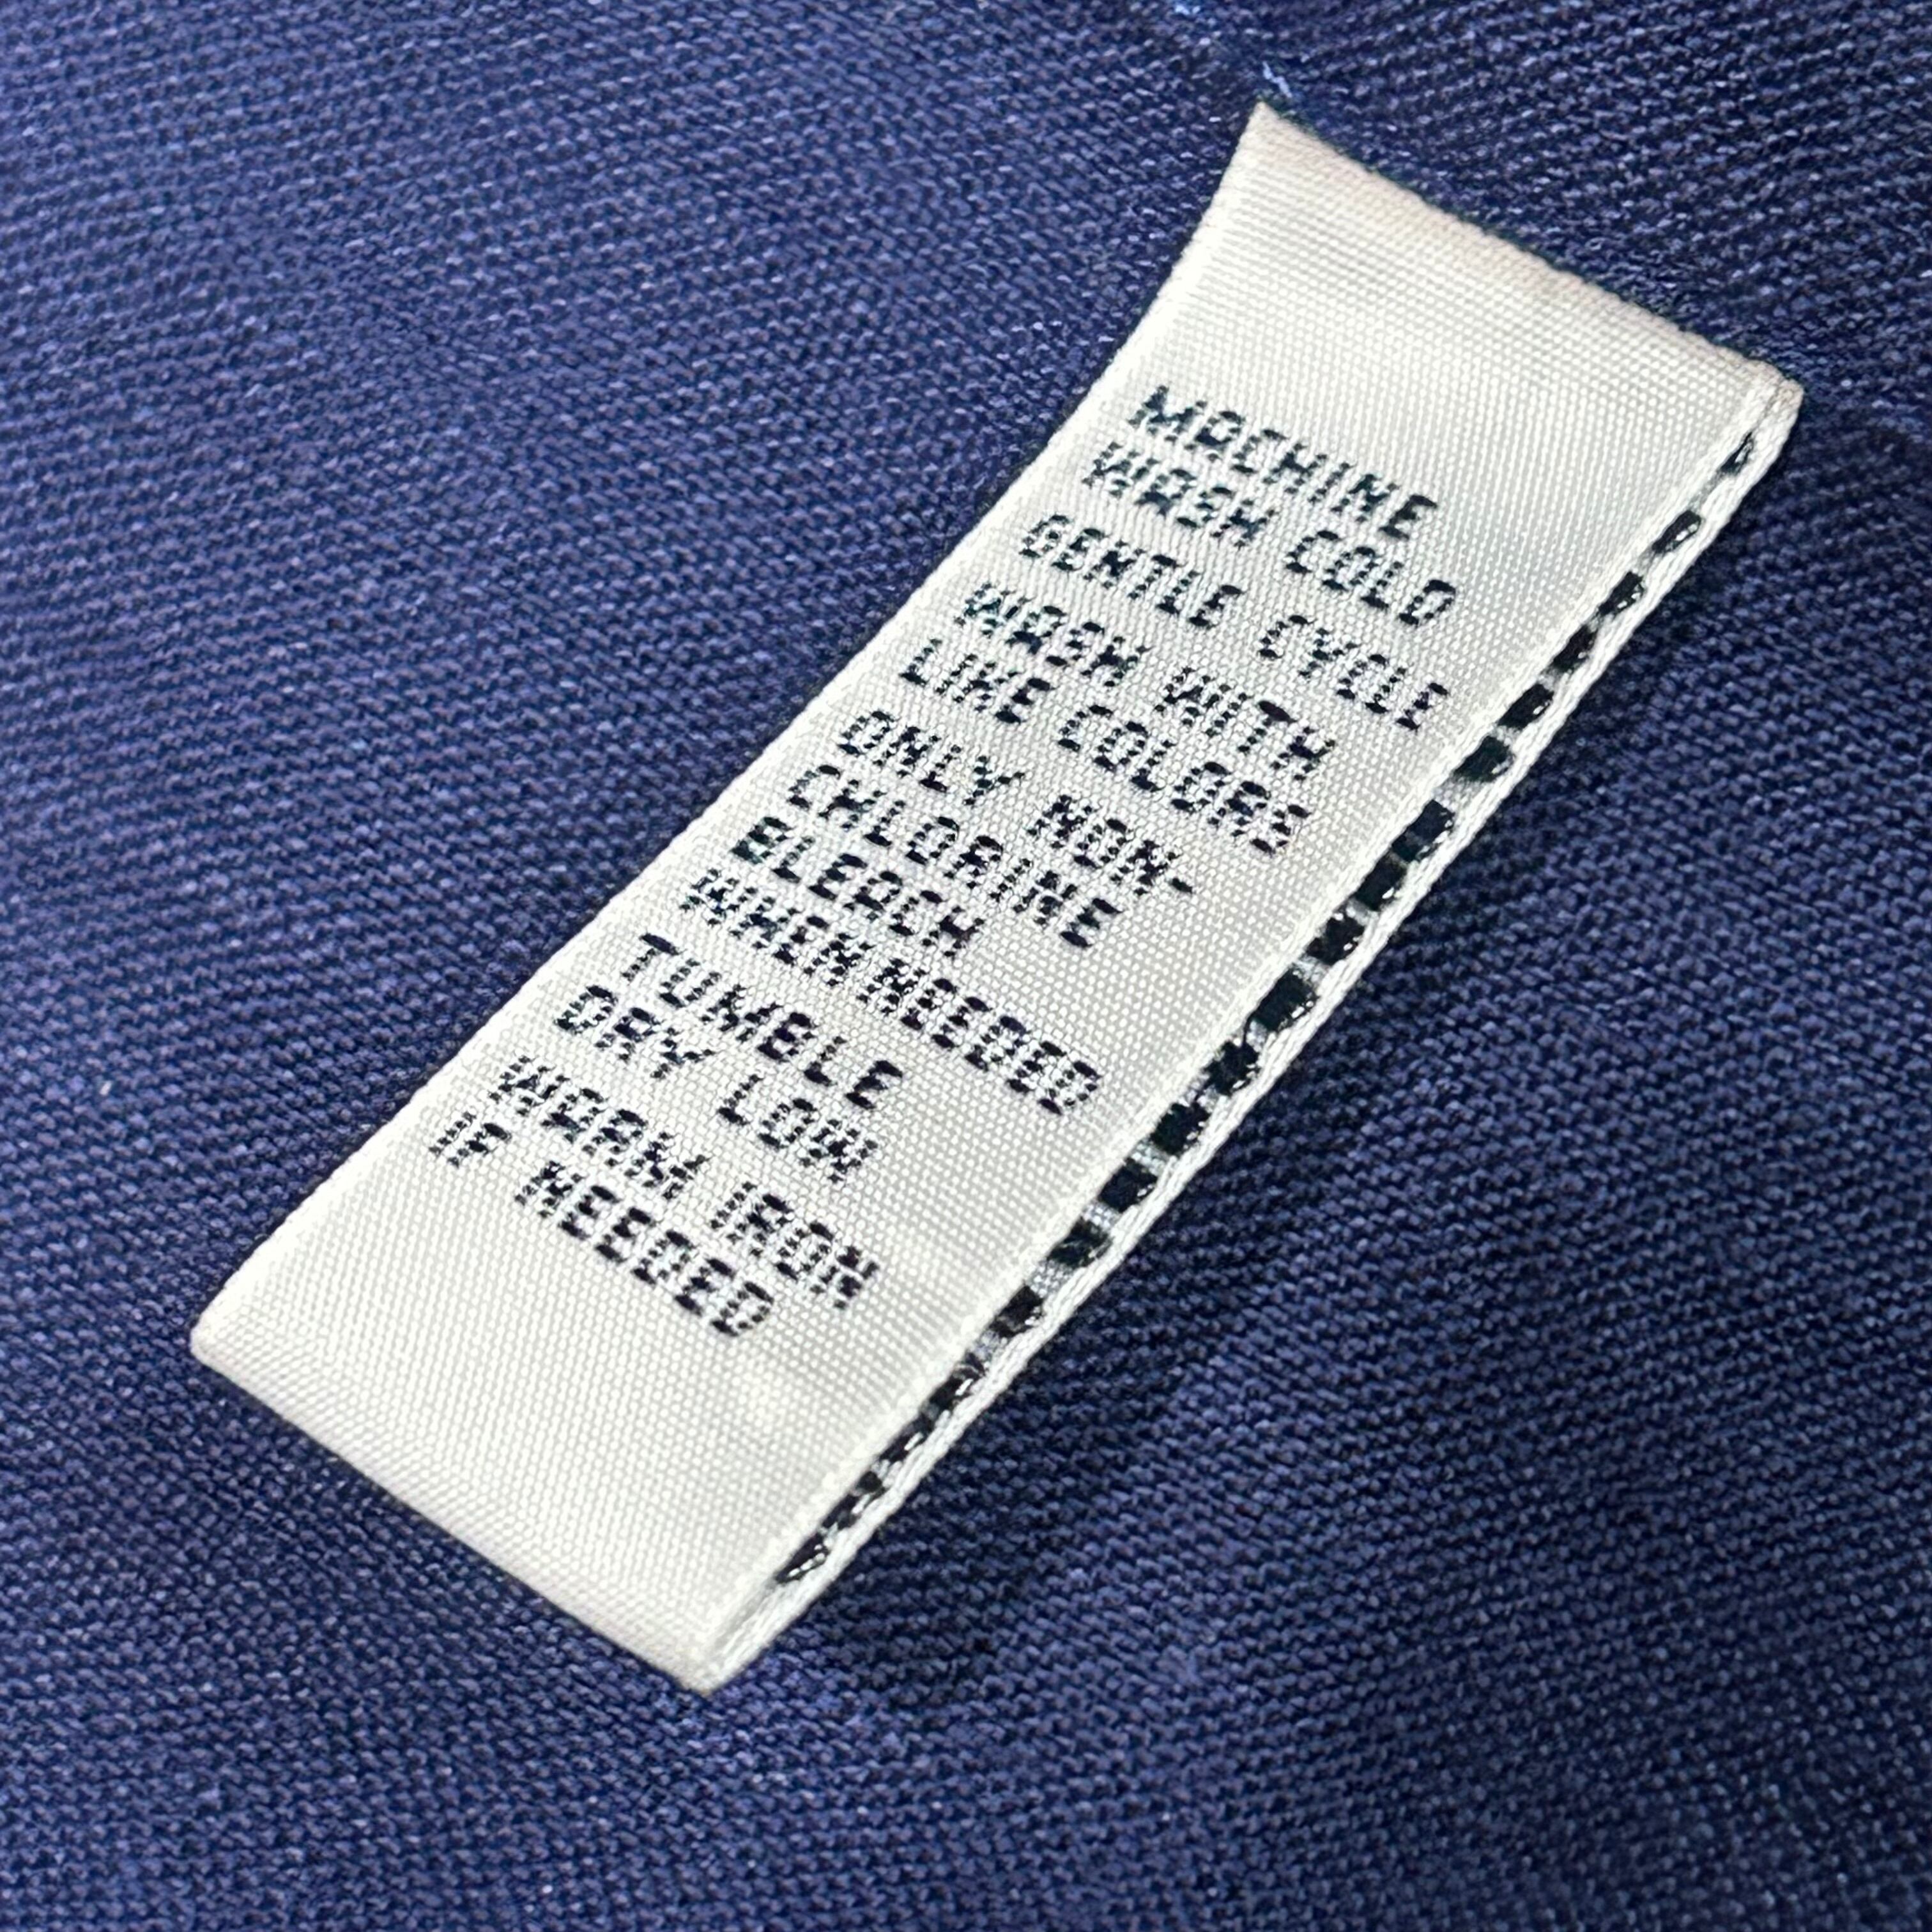 MACHINE
WASH COLD
GENTLE CYCLE
WASH WITH
LIKE COLORS
ONLY NON-
CHLORINE
BLEACH
WHEN NEEDED
TUMBLE
DRY LOW
WARM IRON
IF NEEDED